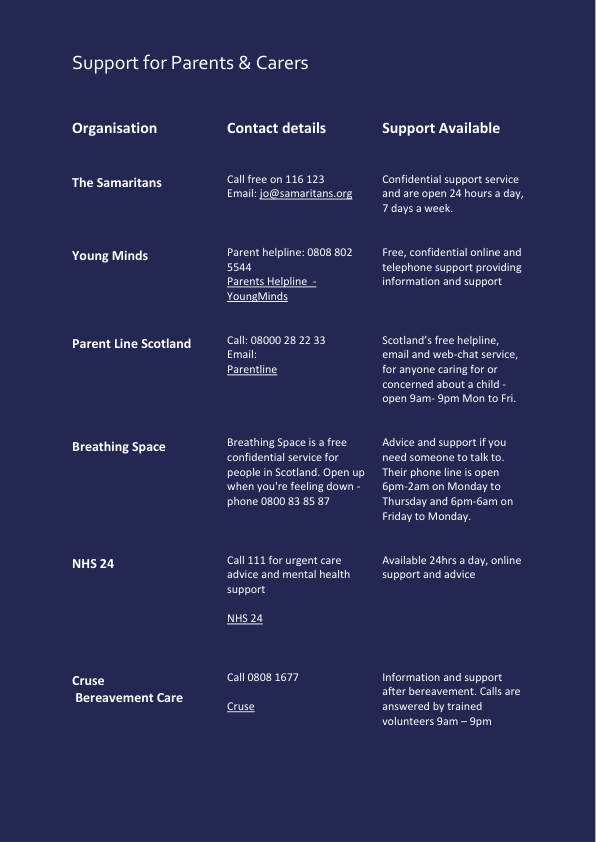 Support for Parents & Carers
Organisation
Contact details
Support Available
The Samaritans
Call free on 116 123
Email: jo@samaritans.org
Confidential support service
and are open 24 hours a day,
7 days a week.
Young Minds
Parent helpline: 0808 802
5544
Parents Helpline  -
YoungMinds
Free, confidential online and
telephone support providing
information and support
Parent Line Scotland
Call: 08000 28 22 33
Email:
Parentline
Scotland's free helpline,
email and web-chat service,
for anyone caring for or
concerned about a child -
open 9am- 9pm Mon to Fri.
Breathing Space
Breathing Space is a free
confidential service for
people in Scotland. Open up
when you're feeling down -
phone 0800 83 85 87
Advice and support if you
need someone to talk to.
Their phone line is open
6pm-2am on Monday to
Thursday and 6pm-6am on
Friday to Monday.
NHS 24
Call 111 for urgent care
advice and mental health
support
NHS 24
Available 24hrs a day, online
support and advice
Cruse
Bereavement Care
Call 0808 1677
Cruse
Information and support
after bereavement. Calls are
answered by trained
volunteers 9am – 9pm